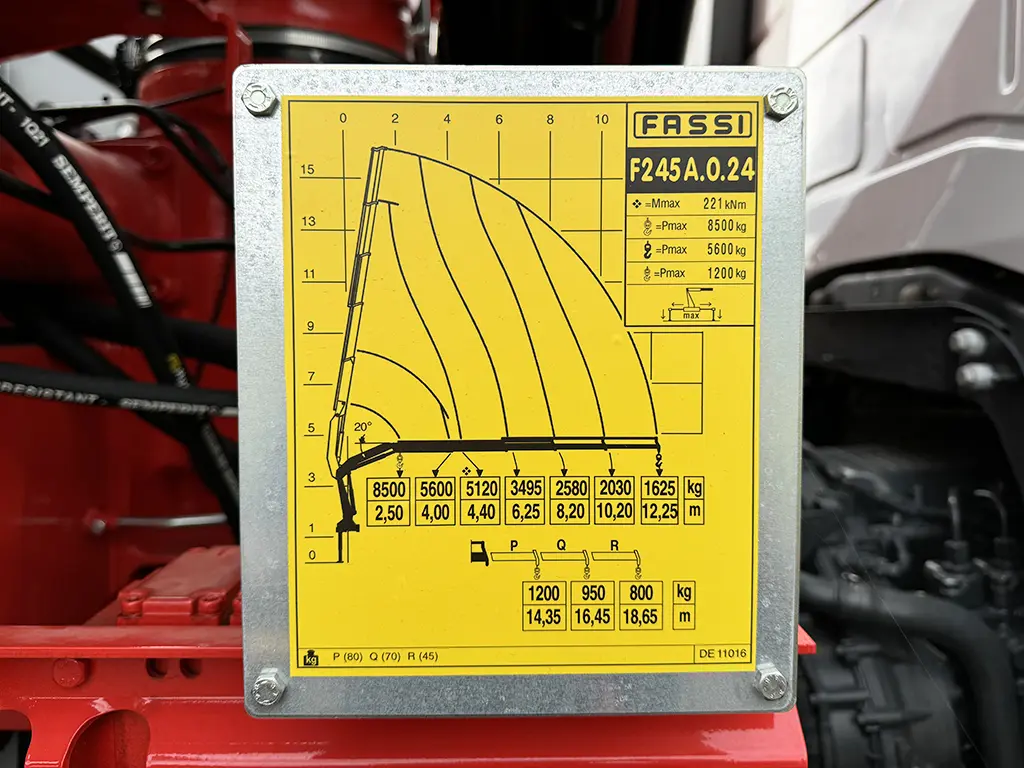 0 2 4 6 8 10
FASSI
F245A.0.24
=Mmax 221 kNm
=Pmax 8500 kg
=Pmax 5600 kg
=Pmax 1200 kg
max
15
13
11
9
7
5
3
1
0
20°
8500 5600 5120 3495 2580 2030 1625 kg
2,50 4,00 4,40 6,25 8,20 10,20 12,25 m
P Q R
1200 950 800 kg
14,35 16,45 18,65 m
kg P (80) Q (70) R (45)
DE 11016
1Q21 SEMPERIT
RESISTANT. SEMPERIT